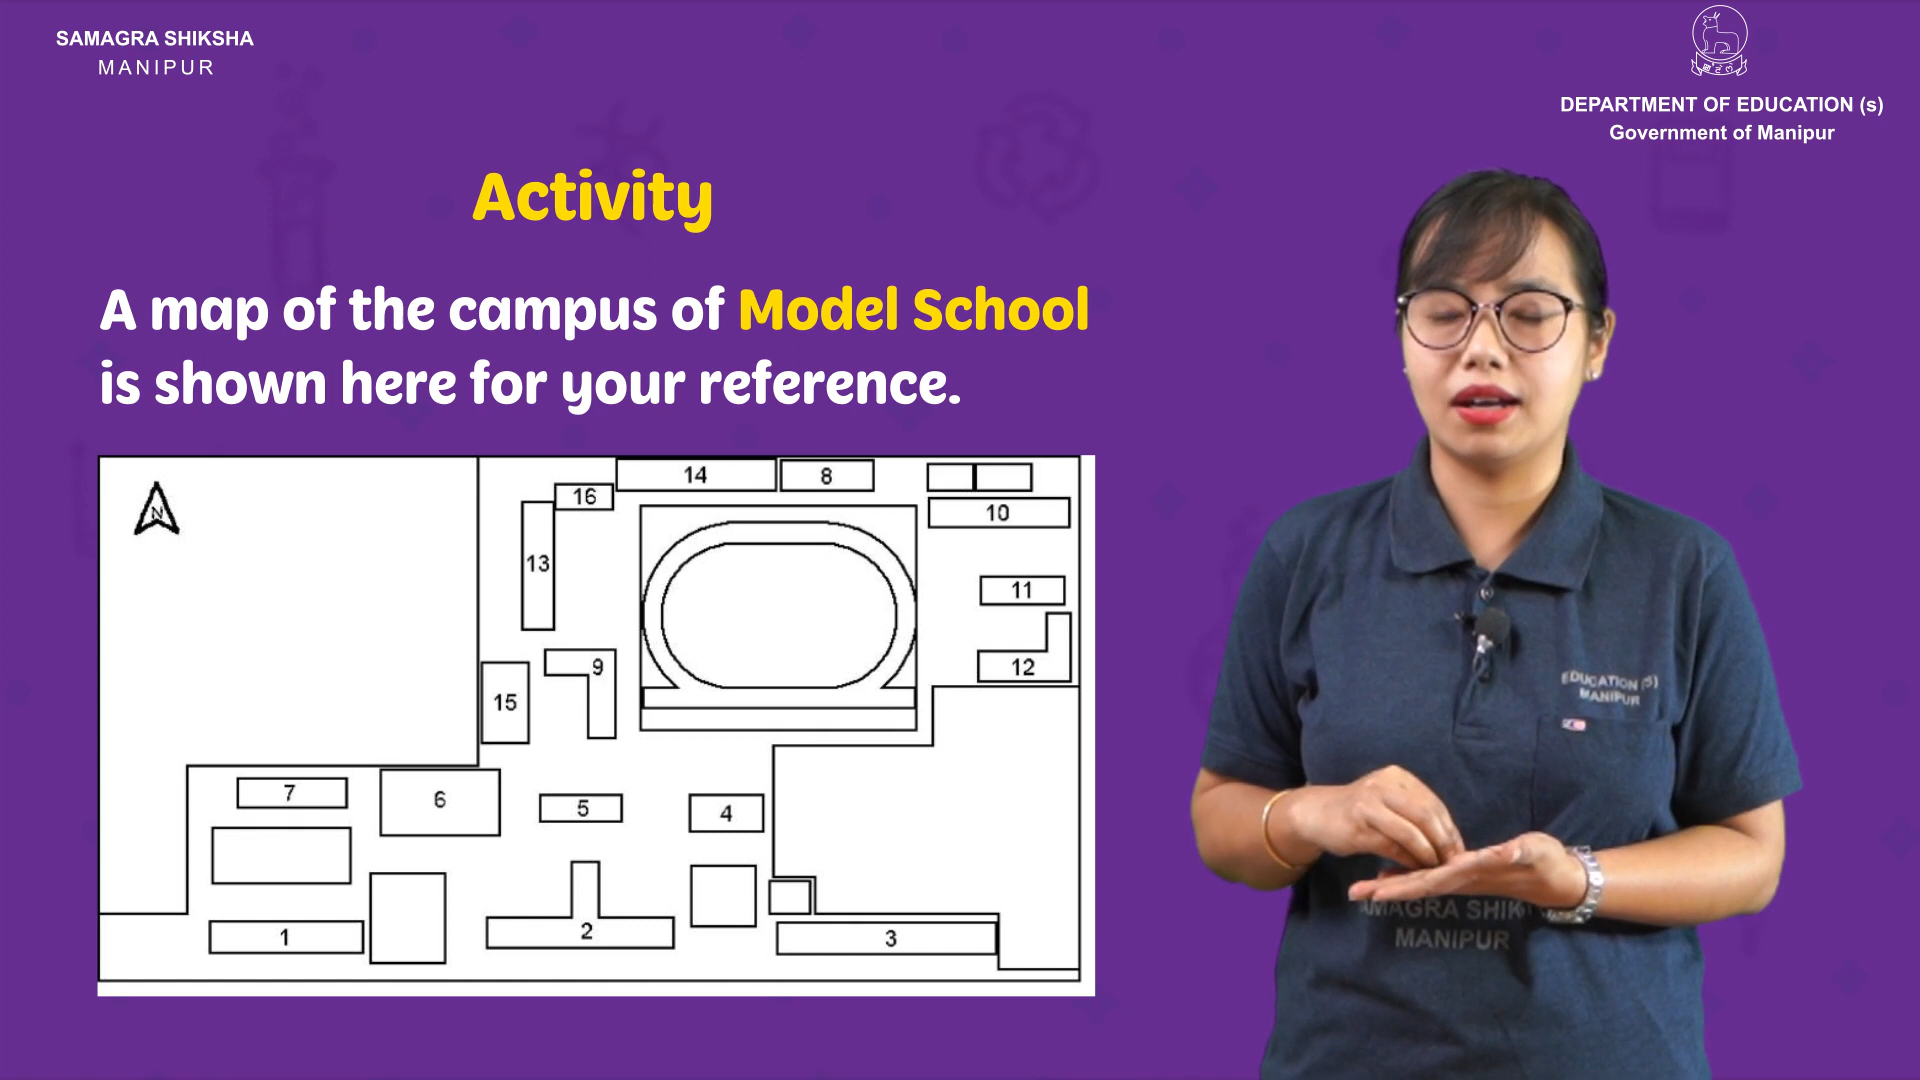 SAMAGRA SHIKSHA
MANIPUR
DEPARTMENT OF EDUCATION (s)
Government of Manipur
Activity
A map of the campus of Model School
is shown here for your reference.
N
14
8
16
10
13
11
9
12
15
7
6
5
4
1
2
3
EDUCATION (S)
MANIPUR
AMAGRA SHIK
MANIPUR